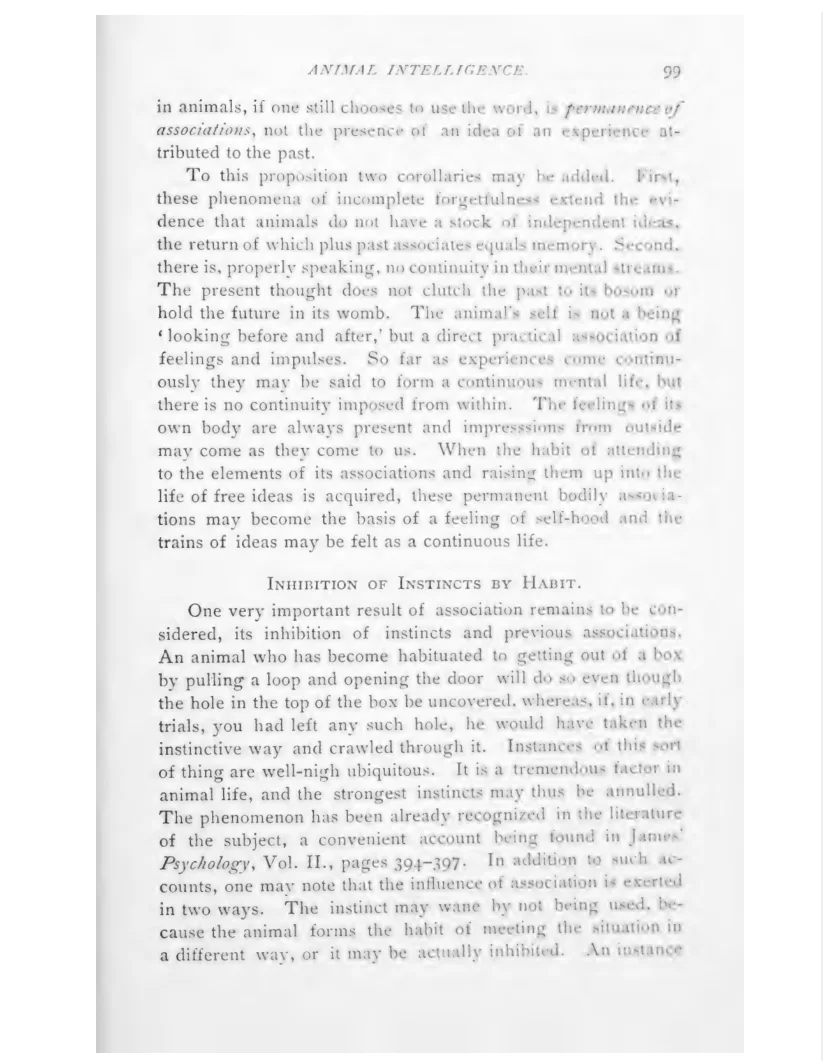 ANIMAL INTELLIGENCE. 99
in animals, if one still chooses to use the word, is permanence of
associations, not the presence of an idea of an experience at-
tributed to the past.
To this proposition two corollaries may be added. First,
these phenomena of incomplete forgetfulness extend the evi-
dence that animals do not have a stock of independent ideas,
the return of which plus past associates equals memory. Second,
there is, properly speaking, no continuity in their mental streams.
The present thought does not clutch the past to its bosom or
hold the future in its womb. The animal's self is not a being
‘looking before and after,’ but a direct practical association of
feelings and impulses. So far as experiences come continu-
ously they may be said to form a continuous mental life, but
there is no continuity imposed from within. The feelings of its
own body are always present and impresssions from outside
may come as they come to us. When the habit of attending
to the elements of its associations and raising them up into the
life of free ideas is acquired, these permanent bodily associa-
tions may become the basis of a feeling of self-hood and the
trains of ideas may be felt as a continuous life.
INHIBITION OF INSTINCTS BY HABIT.
One very important result of association remains to be con-
sidered, its inhibition of instincts and previous associations.
An animal who has become habituated to getting out of a box
by pulling a loop and opening the door will do so even though
the hole in the top of the box be uncovered, whereas, if, in early
trials, you had left any such hole, he would have taken the
instinctive way and crawled through it. Instances of this sort
of thing are well-nigh ubiquitous. It is a tremendous factor in
animal life, and the strongest instincts may thus be annulled.
The phenomenon has been already recognized in the literature
of the subject, a convenient account being found in James'
Psychology, Vol. II., pages 394–397. In addition to such ac-
counts, one may note that the influence of association is exerted
in two ways. The instinct may wane by not being used, be-
cause the animal forms the habit of meeting the situation in
a different way, or it may be actually inhibited. An instance